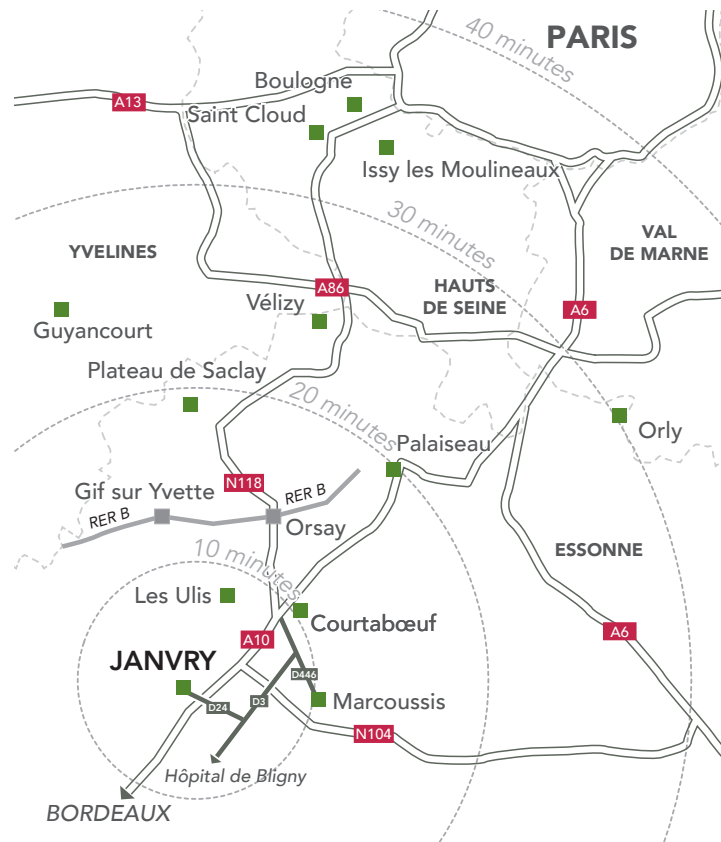 40 minutes
PARIS
Boulogne
A13
Saint Cloud
Issy les Moulineaux
30 minutes
YVELINES
VAL
DE MARNE
HAUTS
DE SEINE
A86
Vélizy
A6
Guyancourt
Plateau de Saclay
20 minutes
Palaiseau
Orly
N118
Gif sur Yvette
RER B
RER B
Orsay
10 minutes
ESSONNE
Les Ulis
Courtabœuf
A10
A6
JANVRY
D446
Marcoussis
D24
D3
N104
Hôpital de Bligny
BORDEAUX